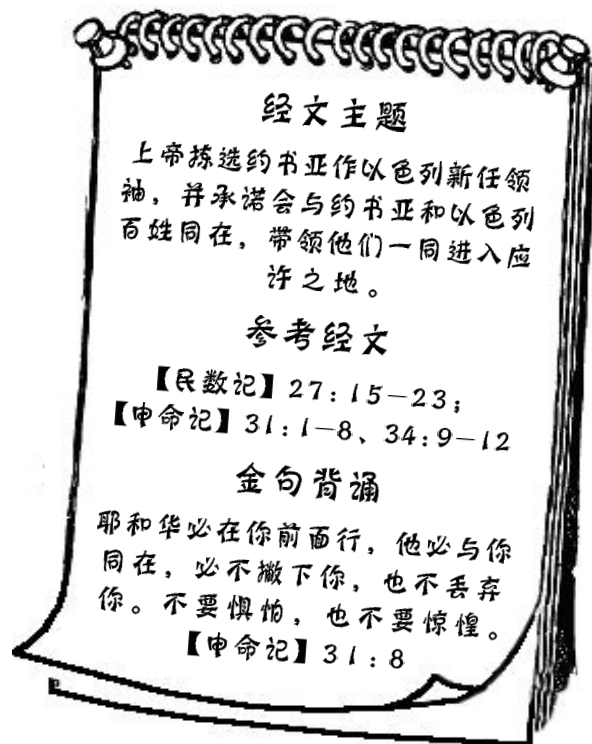 经文主题
上帝拣选约书亚作以色列新任领
袖，并承诺会与约书亚和以色列
百姓同在，带领他们一同进入应
许之地。
参考经文
【民数记】27：15－23；
【申命记】31：1－8、34：9－12
金句背诵
耶和华必在你前面行，他必与你
同在，必不撇下你，也不丢弃
你。不要惧怕，也不要惊惶。
【申命记】31：8